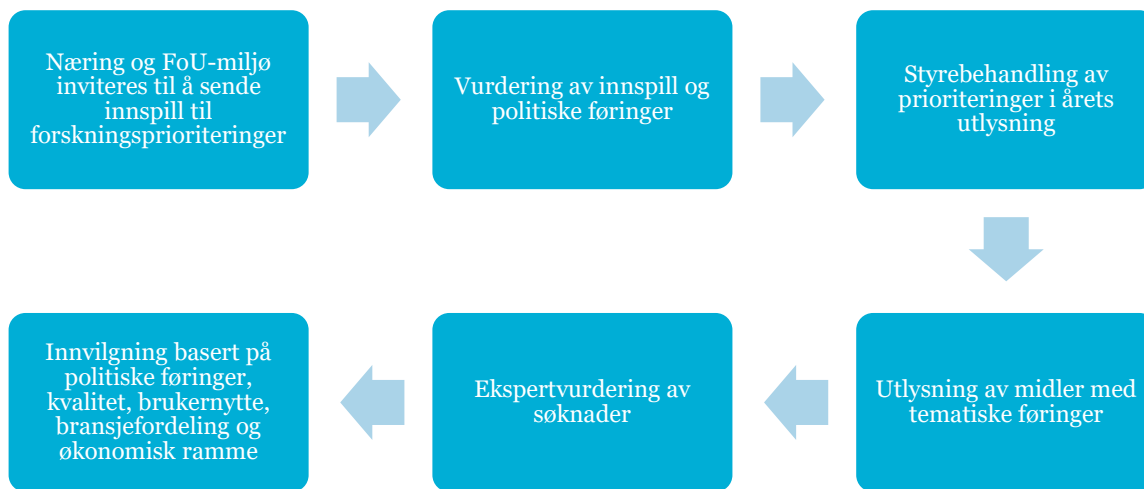 Næring og FoU-miljø
inviteres til å sende
innspill til
forskningsprioriteringer
Vurdering av innspill og
politiske føringer
Styrebehandling av
prioriteringer i årets
utlysning
Utlysning av midler med
tematiske føringer
Ekspertvurdering av
søknader
Innvilgning basert på
politiske føringer,
kvalitet, brukernytte,
bransjefordeling og
økonomisk ramme